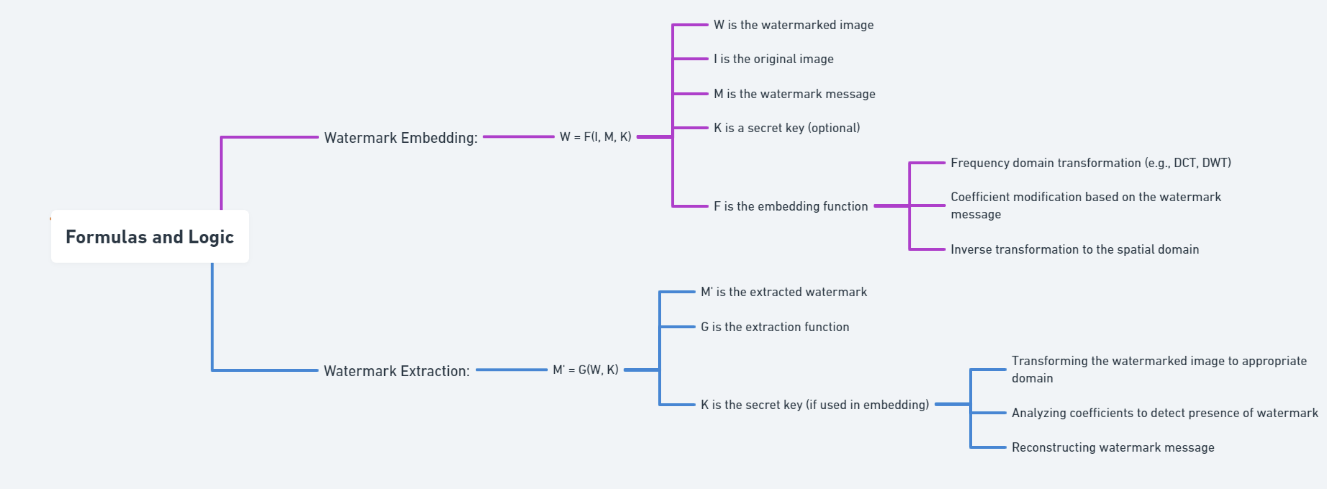 Formulas and Logic
Watermark Embedding:
W = F(I, M, K)
W is the watermarked image
I is the original image
M is the watermark message
K is a secret key (optional)
F is the embedding function
Frequency domain transformation (e.g., DCT, DWT)
Coefficient modification based on the watermark
message
Inverse transformation to the spatial domain
Watermark Extraction:
M' = G(W, K)
M' is the extracted watermark
G is the extraction function
K is the secret key (if used in embedding)
Transforming the watermarked image to appropriate
domain
Analyzing coefficients to detect presence of watermark
Reconstructing watermark message